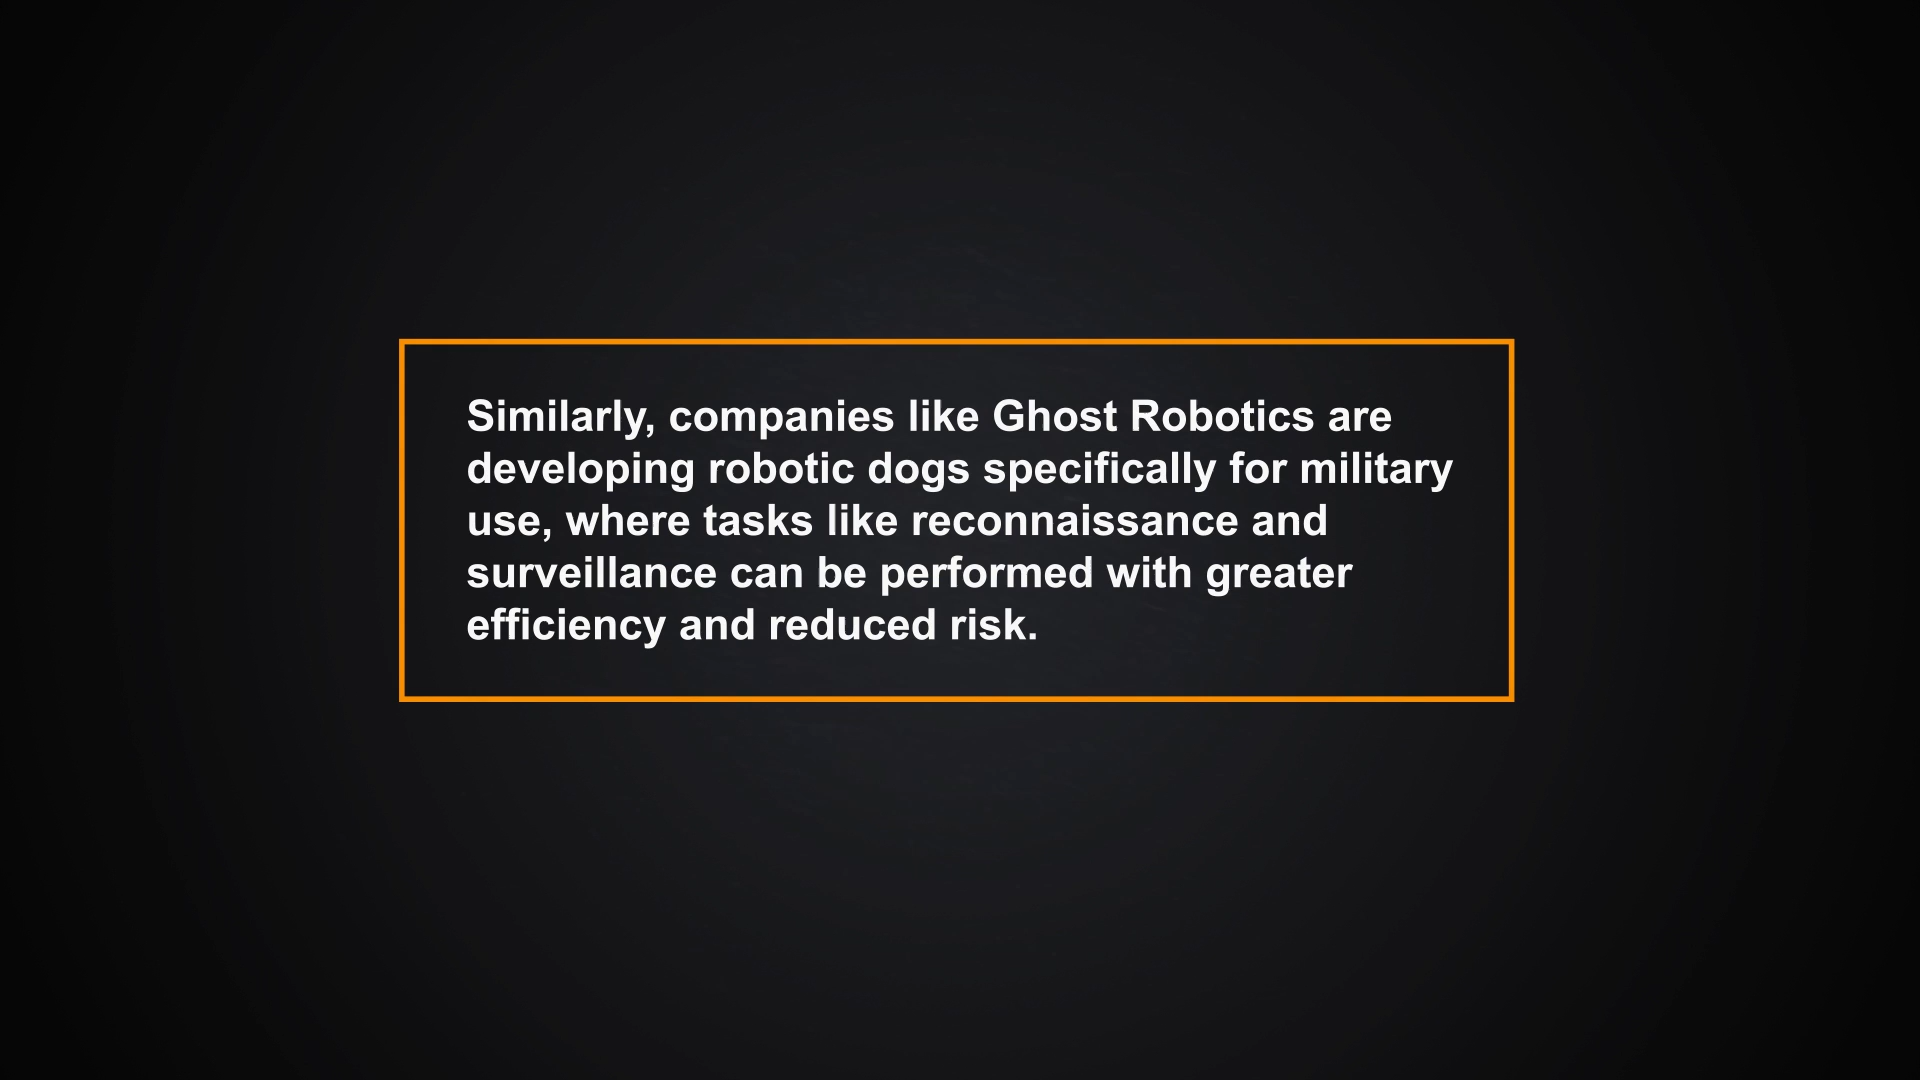 Similarly, companies like Ghost Robotics are
developing robotic dogs specifically for military
use, where tasks like reconnaissance and
surveillance can be performed with greater
efficiency and reduced risk.